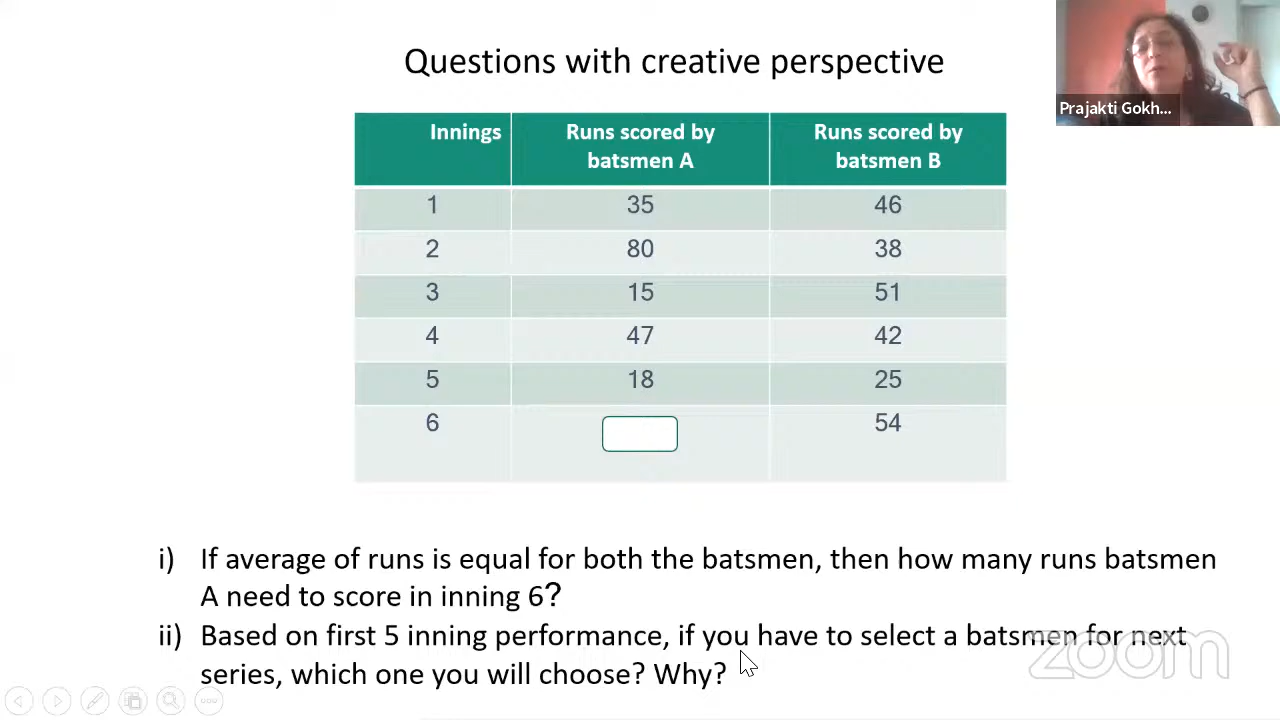 Questions with creative perspective
Prajakti Gokh...
Innings Runs scored by batsmen A Runs scored by batsmen B
1 35 46
2 80 38
3 15 51
4 47 42
5 18 25
6 54
i) If average of runs is equal for both the batsmen, then how many runs batsmen
A need to score in inning 6?
ii) Based on first 5 inning performance, if you have to select a batsmen for next
series, which one you will choose? Why?
zoom